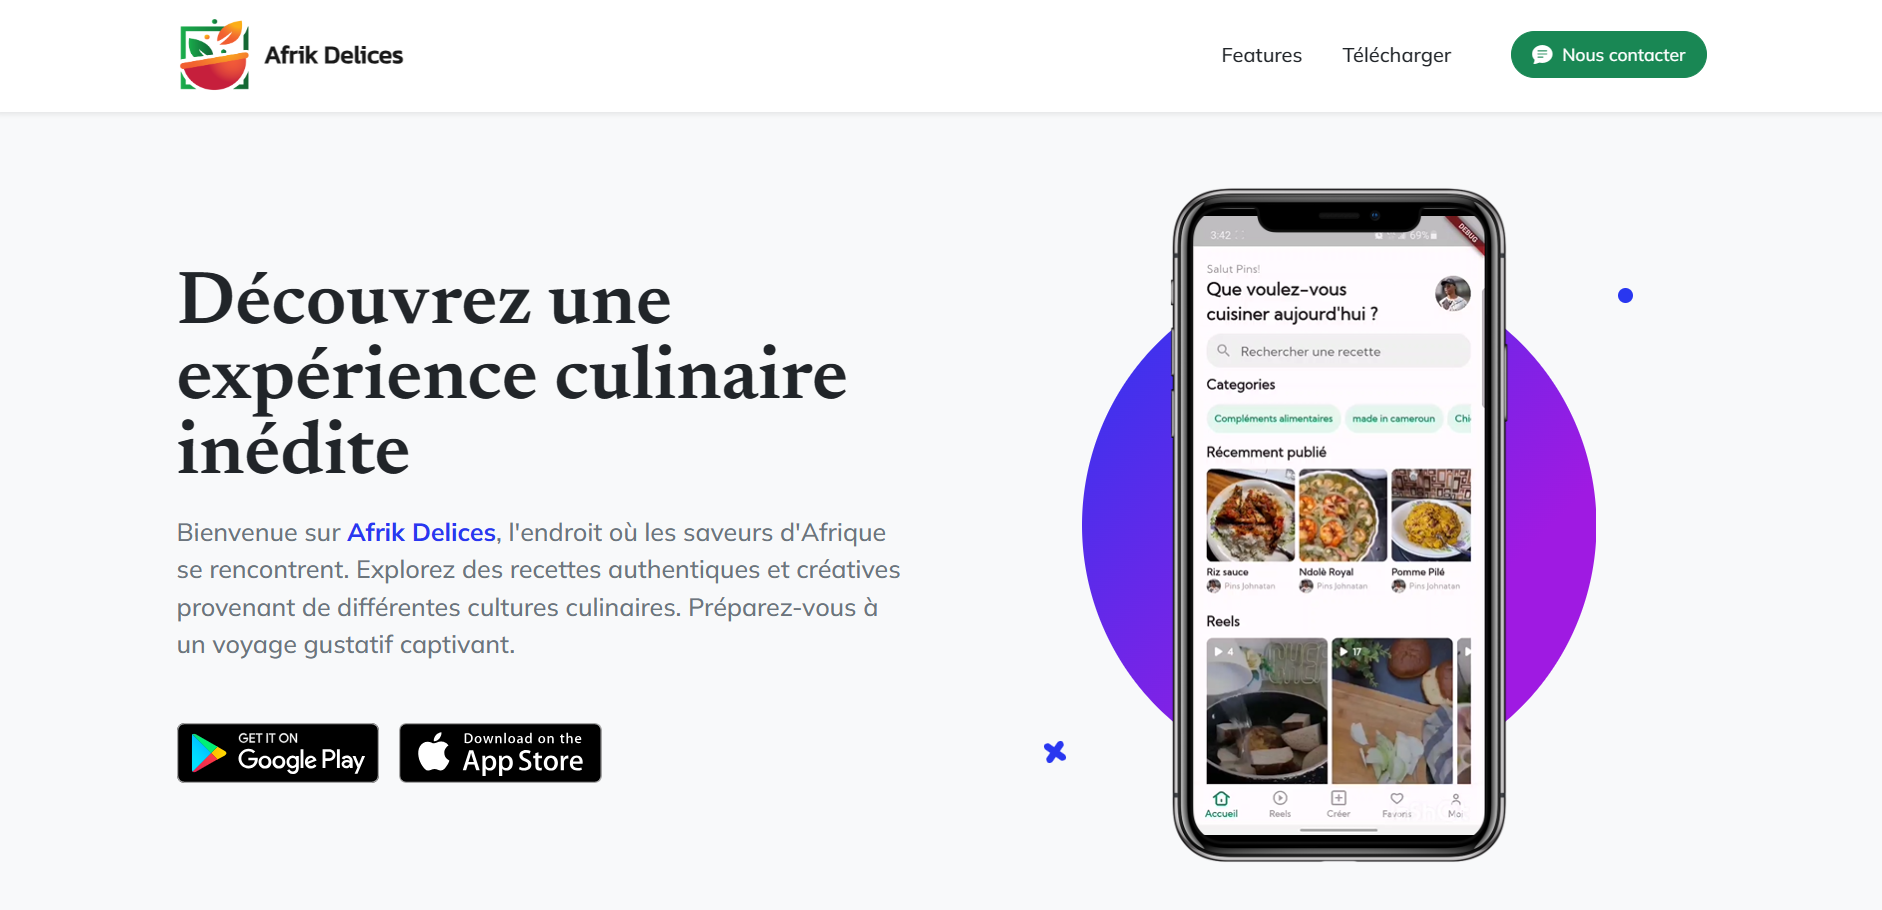 Afrik Delices
Features
Télécharger
Nous contacter
Découvrez une
expérience culinaire
inédite
Bienvenue sur Afrik Delices, l'endroit où les saveurs d'Afrique
se rencontrent. Explorez des recettes authentiques et créatives
provenant de différentes cultures culinaires. Préparez-vous à
un voyage gustatif captivant.
GET IT ON
Google Play
Download on the
App Store
3:42
69%
DEBUG
Salut Pins!
Que voulez-vous
cuisiner aujourd'hui ?
Rechercher une recette
Categories
Compléments alimentaires
made in cameroun
Récemment publié
Riz sauce
Pins Johnatan
Ndolè Royal
Pins Johnatan
Pomme Pilé
Pins Johnatan
Reels
4
17
Accueil
Reels
Créer
Favoris
Moi